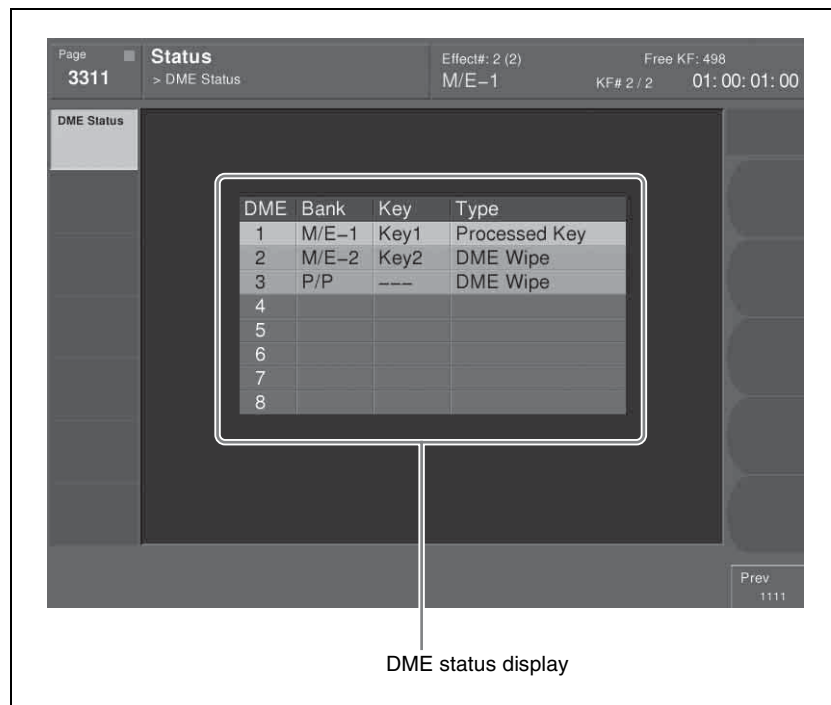 Page
3311
Status
> DME Status
Effect#: 2 (2)
M/E–1
Free KF: 498
KF# 2 / 2
01: 00: 01: 00
DME Status
DME Bank Key Type
1 M/E–1 Key1 Processed Key
2 M/E–2 Key2 DME Wipe
3 P/P ––– DME Wipe
4
5
6
7
8
Prev
1111
DME status display